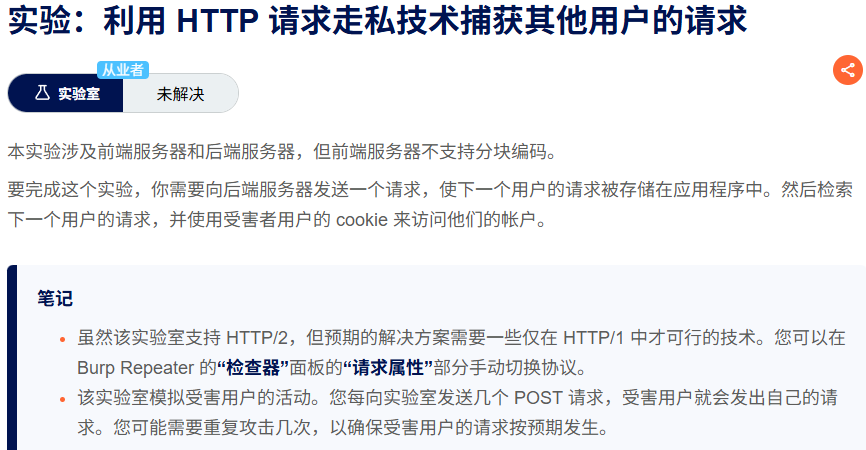 实验：利用 HTTP 请求走私技术捕获其他用户的请求
从业者
实验室
未解决
本实验涉及前端服务器和后端服务器，但前端服务器不支持分块编码。
要完成这个实验，你需要向后端服务器发送一个请求，使下一个用户的请求被存储在应用程序中。然后检索
下一个用户的请求，并使用受害者用户的 cookie 来访问他们的帐户。
笔记
虽然该实验室支持 HTTP/2，但预期的解决方案需要一些仅在 HTTP/1 中才可行的技术。您可以在
Burp Repeater 的“检查器”面板的“请求属性”部分手动切换协议。
该实验室模拟受害用户的活动。您每向实验室发送几个 POST 请求，受害用户就会发出自己的请
求。您可能需要重复攻击几次，以确保受害用户的请求按预期发生。